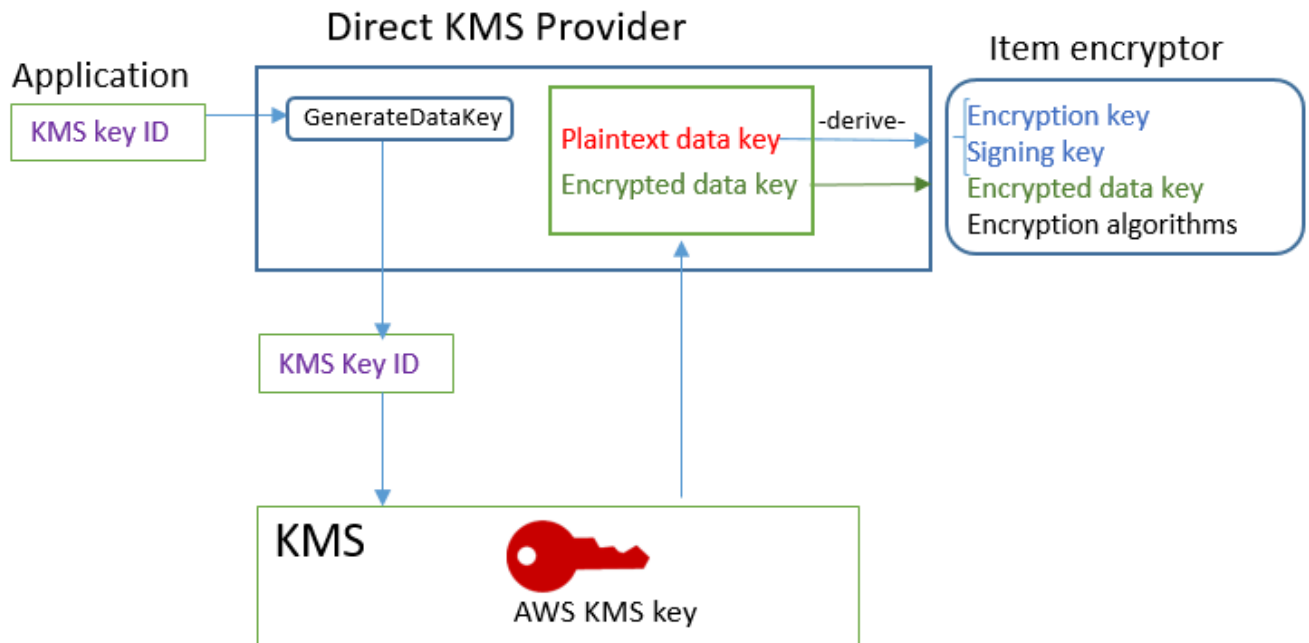 Direct KMS Provider
Item encryptor
Application
KMS key ID
GenerateDataKey
Plaintext data key
Encrypted data key
-derive-
Encryption key
Signing key
Encrypted data key
Encryption algorithms
KMS Key ID
KMS
AWS KMS key